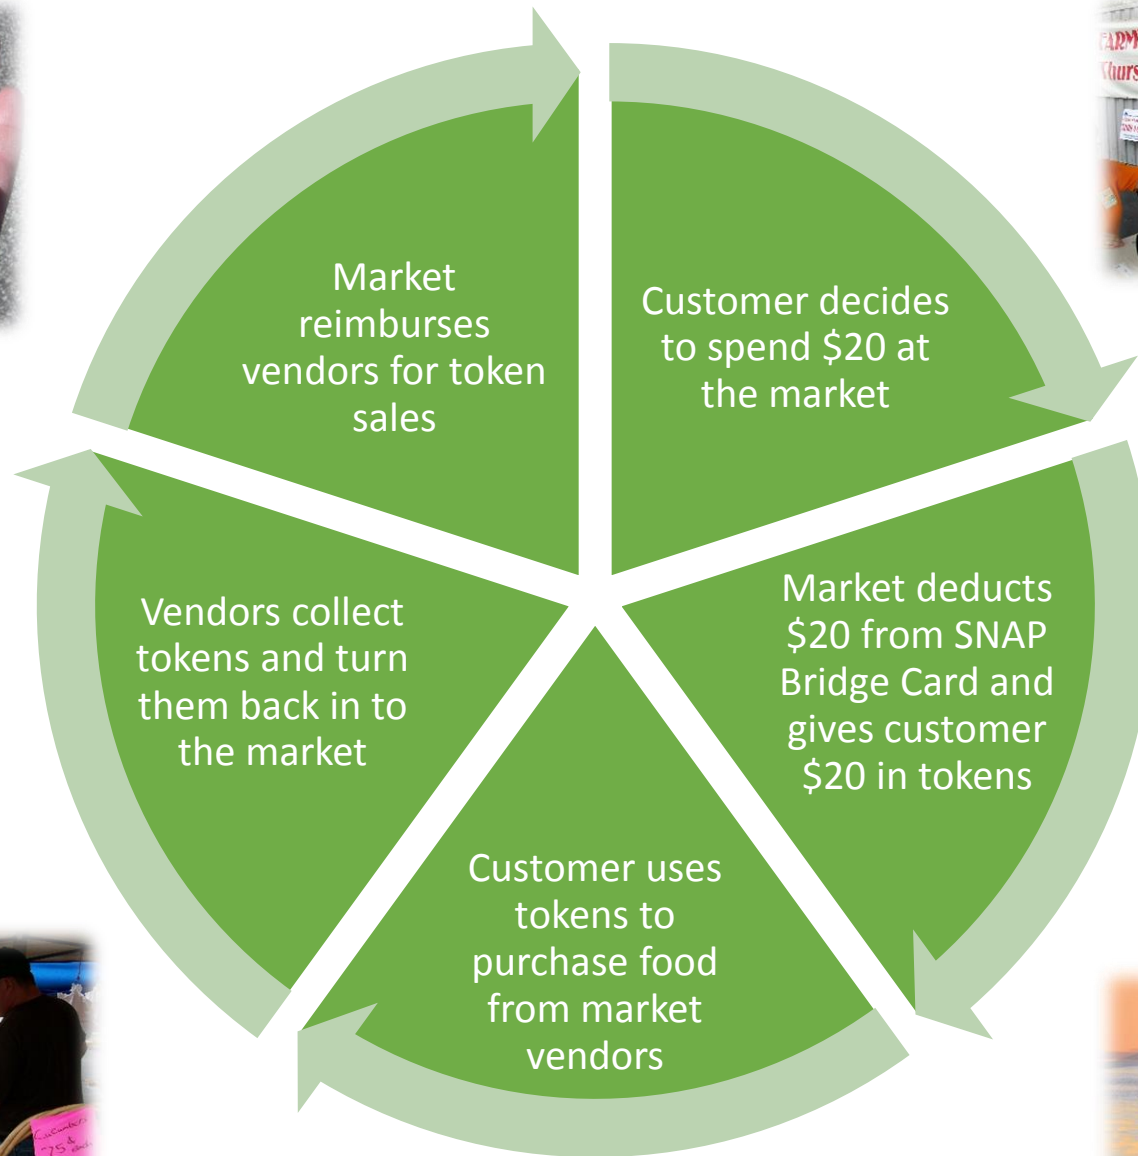 Customer decides
to spend $20 at
the market
Market deducts
$20 from SNAP
Bridge Card and
gives customer
$20 in tokens
Customer uses
tokens to
purchase food
from market
vendors
Vendors collect
tokens and turn
them back in to
the market
Market
reimburses
vendors for token
sales
Cucumbers